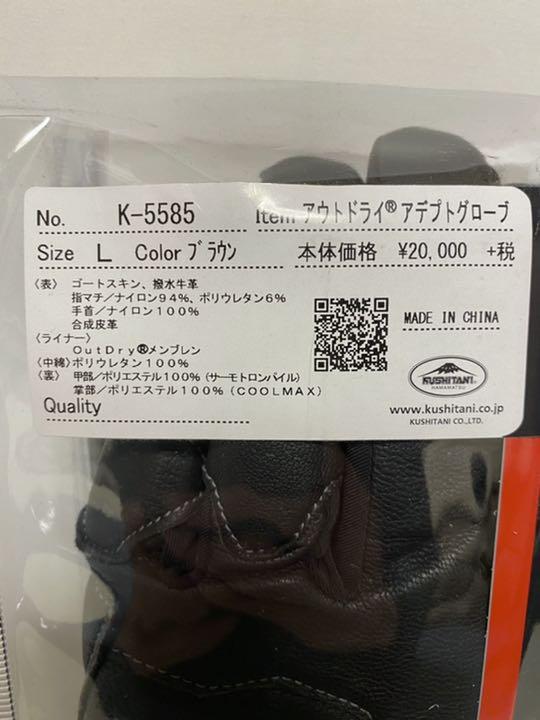 No. K-5585 Item アウトドライ® アデプトグローブ
Size L Color ブラウン 本体価格 ¥20,000 +税
〈表〉 ゴートスキン、撥水牛革
指マチ/ナイロン94%、ポリウレタン6%
手首/ナイロン100%
合成皮革
〈ライナー〉
OutDry®メンブレン
〈中綿〉ポリウレタン100%
〈裏〉 甲部/ポリエステル100%(サーモトロンパイル)
掌部/ポリエステル100%(COOLMAX)
Quality
MADE IN CHINA
KUSHITANI
HAMAMATSU
www.kushitani.co.jp
KUSHITANI CO.,LTD.